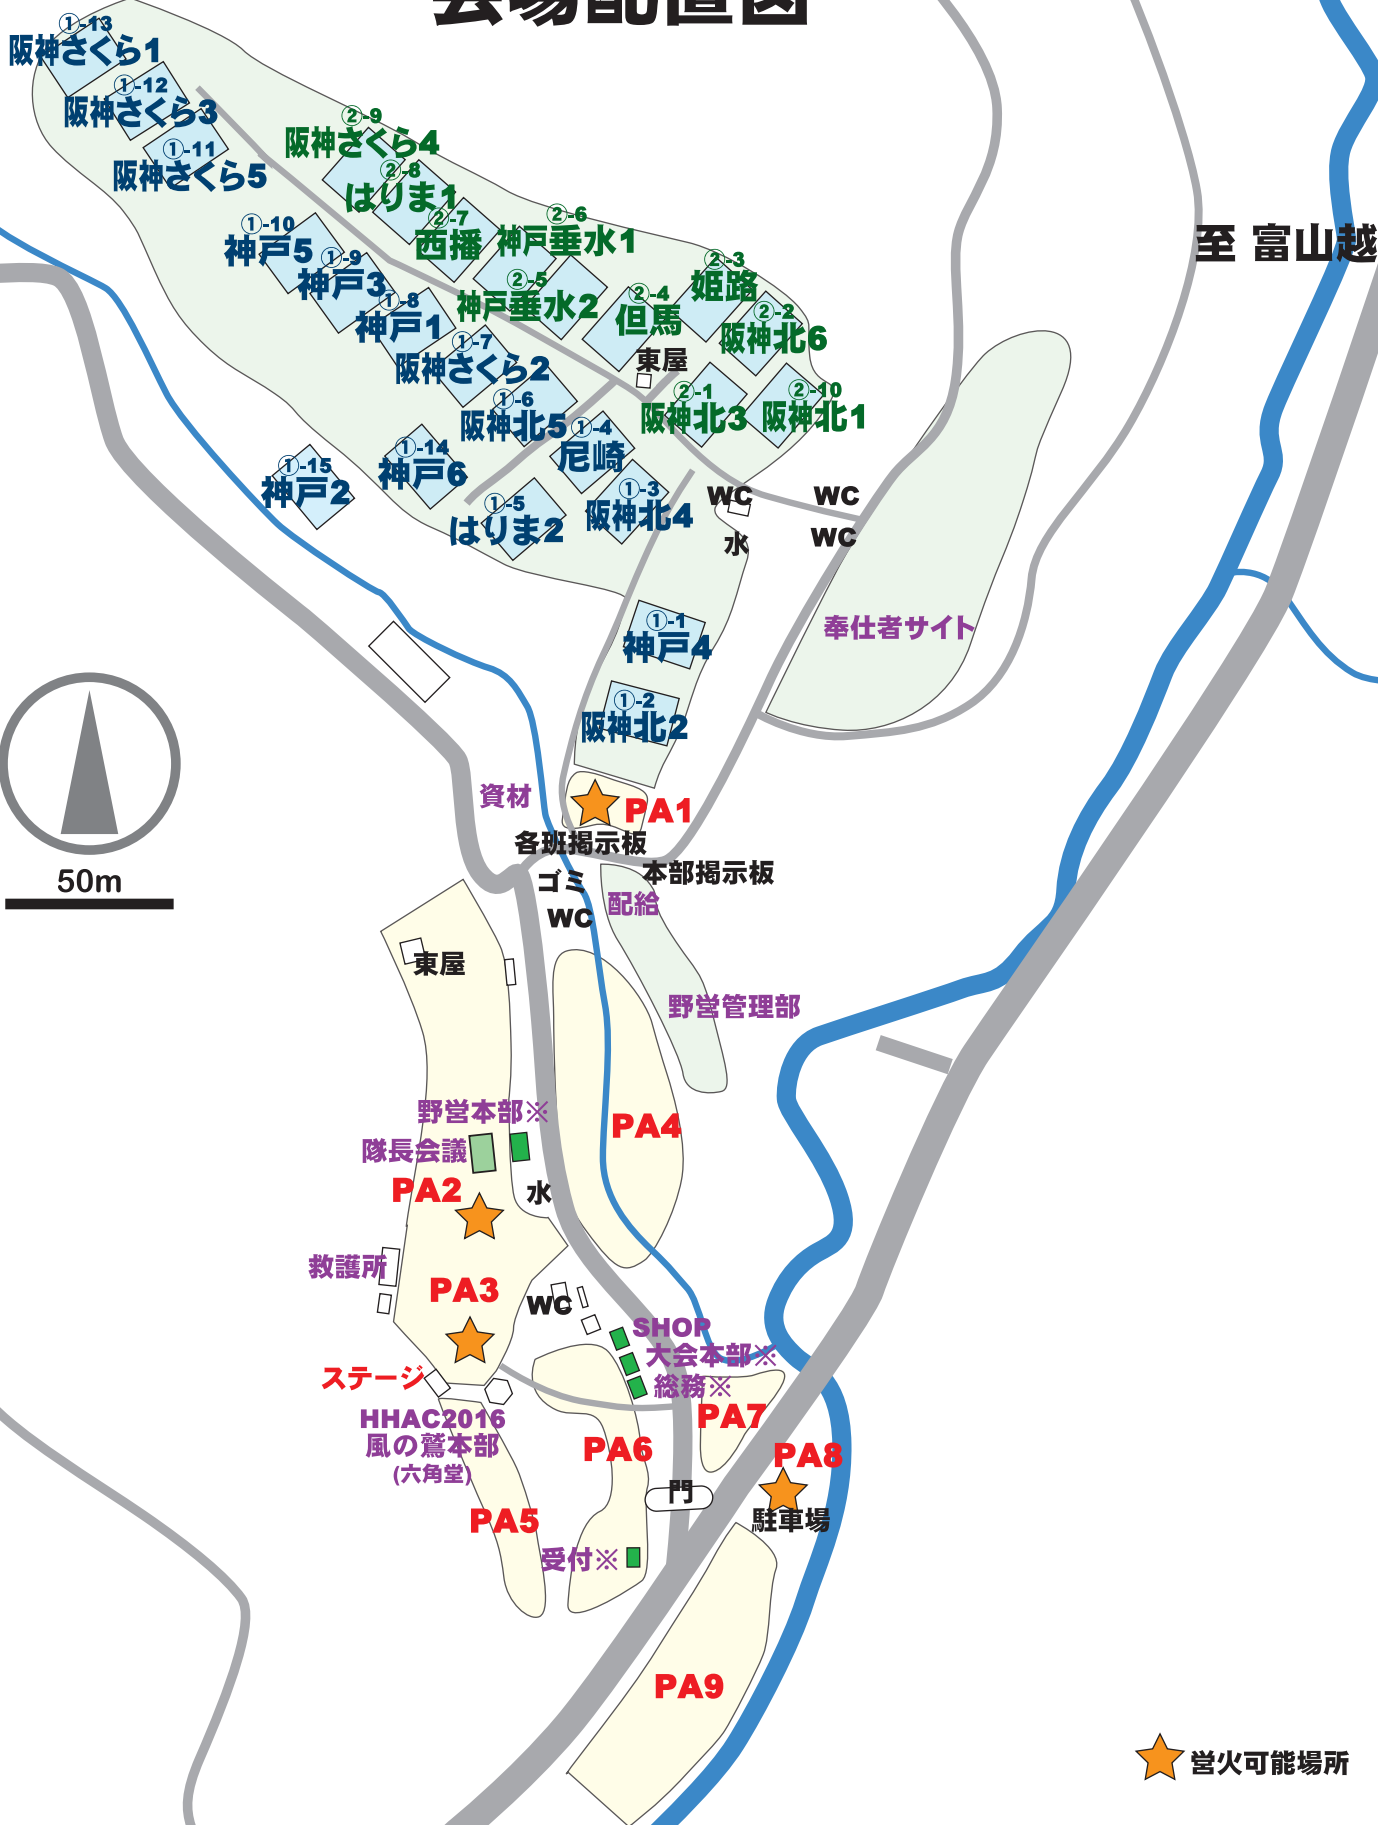 会場配置図
①-13
阪神さくら1
①-12
阪神さくら3
①-11
阪神さくら5
②-9
阪神さくら4
②-8
はりま1
②-7
西播
②-6
神戸垂水1
①-10
神戸5
①-9
神戸3
②-5
神戸垂水2
②-3
姫路
②-4
但馬
②-2
阪神北6
①-8
神戸1
①-7
阪神さくら2
東屋
①-6
阪神北5
②-1
阪神北3
②-10
阪神北1
①-4
尼崎
①-14
神戸6
①-15
神戸2
①-5
はりま2
①-3
阪神北4
WC
WC
水
WC
至 富山越
①-1
神戸4
奉仕者サイト
①-2
阪神北2
資材
PA1
各班掲示板
本部掲示板
ゴミ
配給
WC
50m
東屋
野営管理部
野営本部※
PA4
隊長会議
PA2
水
救護所
PA3
WC
SHOP
大会本部※
総務※
ステージ
HHAC2016
風の鷲本部
(六角堂)
PA7
PA6
PA8
門
駐車場
PA5
受付※
PA9
営火可能場所